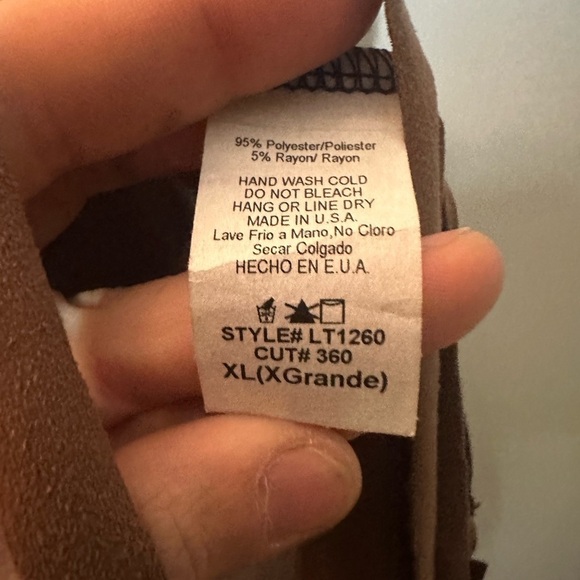 95% Polyester/Poliester
5% Rayon/ Rayon
HAND WASH COLD
DO NOT BLEACH
HANG OR LINE DRY
MADE IN U.S.A.
Lave Frio a Mano,No Cloro
Secar Colgado
HECHO EN E.U.A.
STYLE# LT1260
CUT# 360
XL(XGrande)